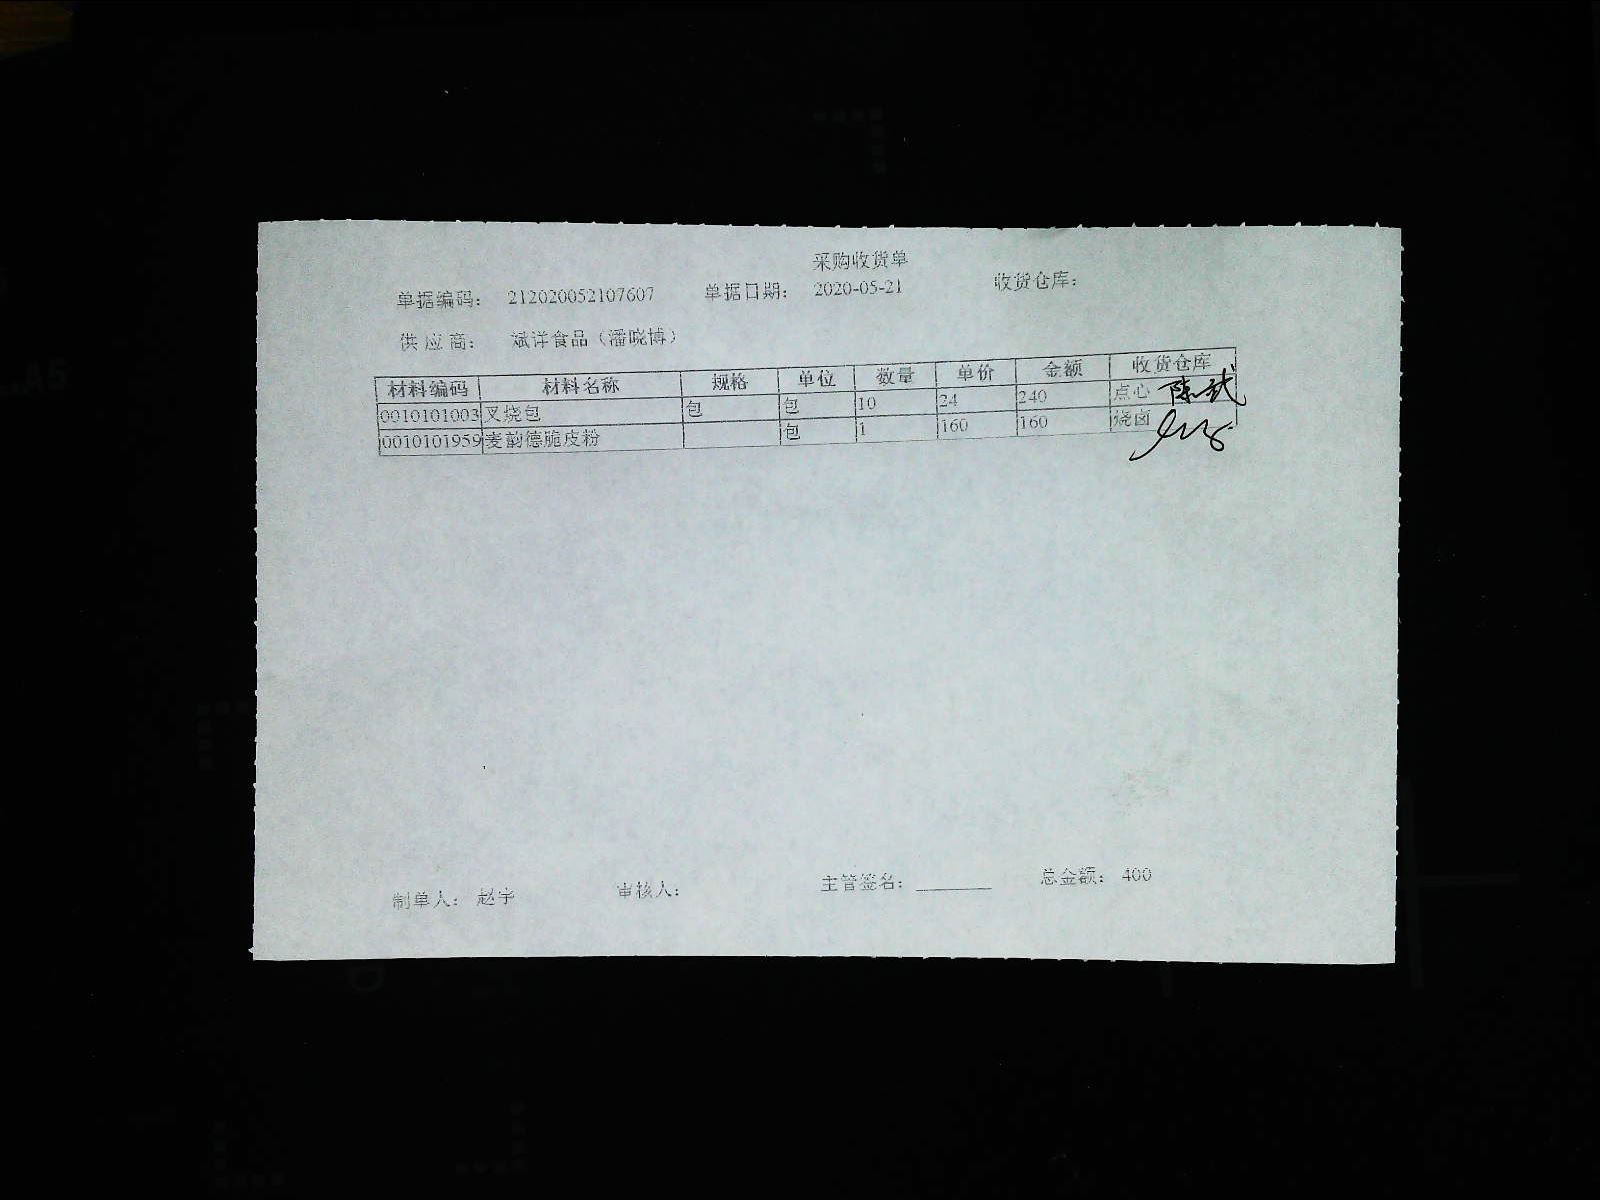 采购收货单
单据编码： 212020052107607 单据日期： 2020-05-21 收货仓库：
供应商： 斌洋食品（潘晓博）
材料编码 材料名称 规格 单位 数量 单价 金额 收货仓库
0010101003 叉烧包 包 包 10 24 240 点心
0010101959 麦韵德脆皮粉 包 1 160 160 烧卤
制单人： 赵宇 审核人： 主管签名： 总金额： 400